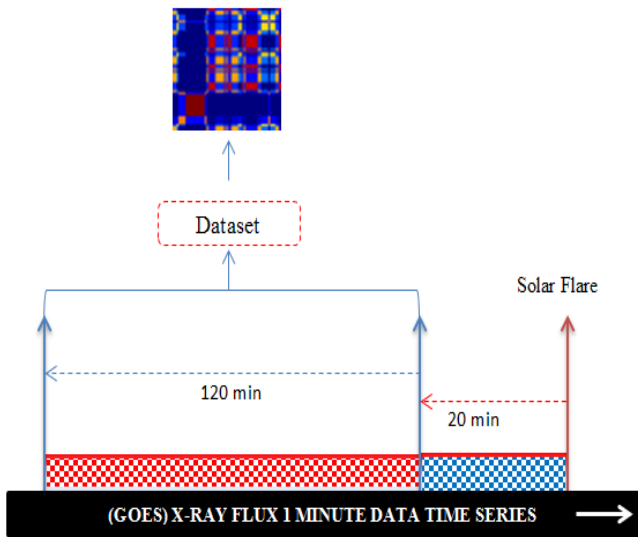 Dataset
Solar Flare
120 min
20 min
(GOES) X-RAY FLUX 1 MINUTE DATA TIME SERIES